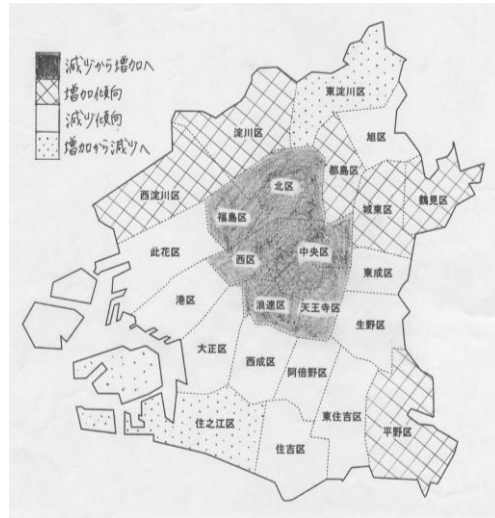 減少から増加へ
増加傾向
減少傾向
増加から減少へ
東淀川区
淀川区
旭区
都島区
北区
西淀川区
城東区
鶴見区
福島区
此花区
西区
中央区
東成区
港区
浪速区
天王寺区
生野区
大正区
西成区
阿倍野区
東住吉区
平野区
住之江区
住吉区